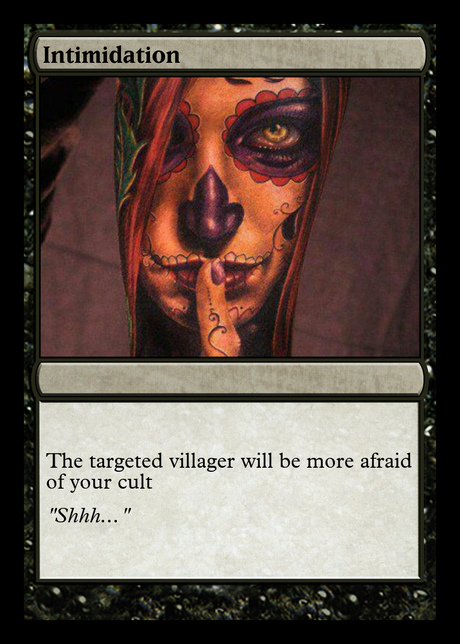 Intimidation
The targeted villager will be more afraid
of your cult
"Shhh..."